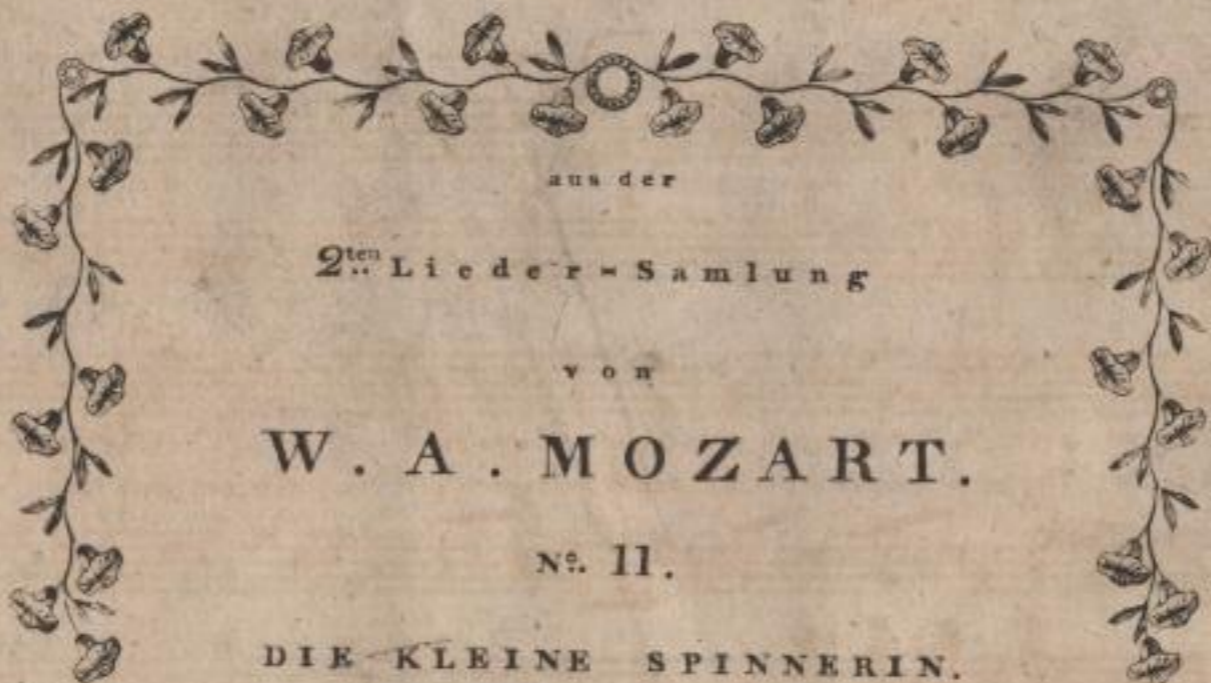 aus der
2ten Lieder=Samlung
von
W. A. MOZART.
No. 11.
DIE KLEINE SPINNERIN.